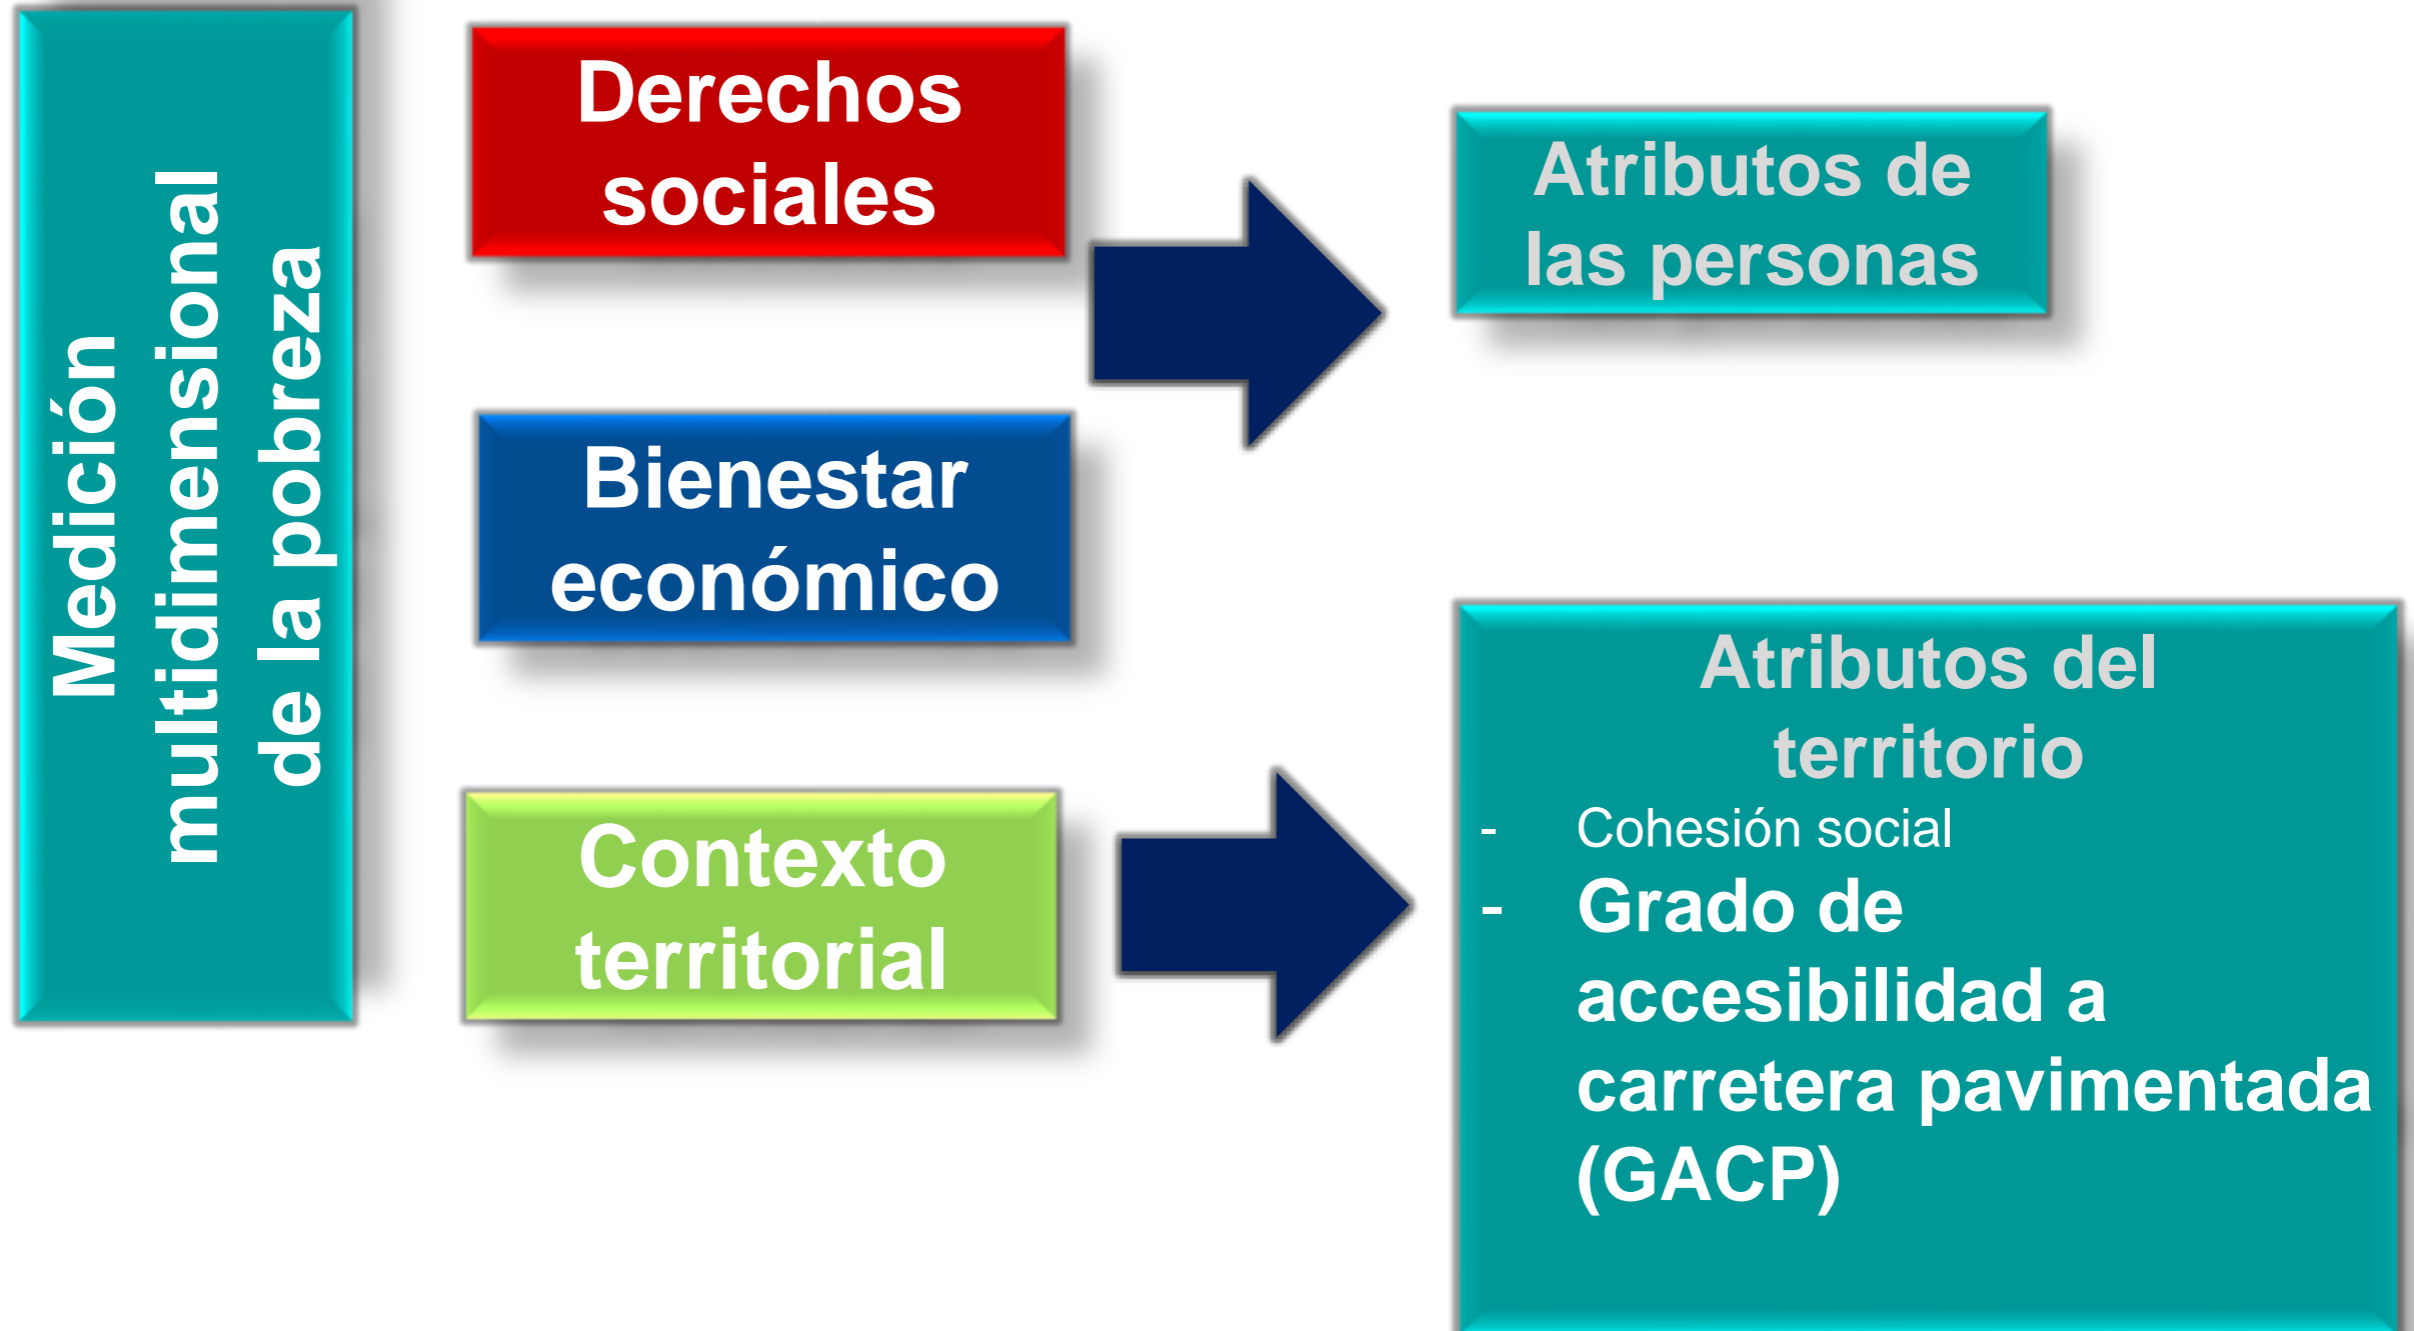 Medición
multidimensional
de la pobreza
Derechos
sociales
Bienestar
económico
Contexto
territorial
Atributos de
las personas
Atributos del
territorio
- Cohesión social
- Grado de
accesibilidad a
carretera pavimentada
(GACP)